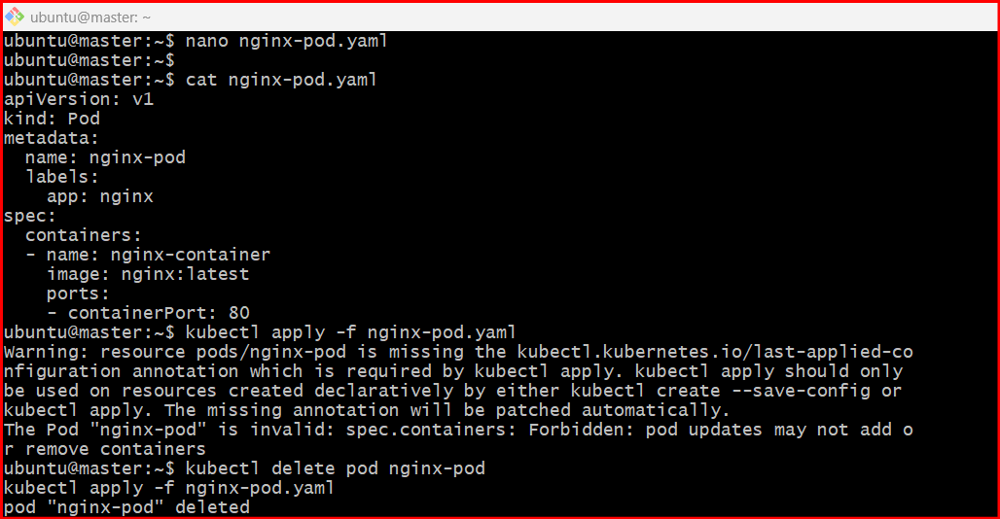 ubuntu@master: ~
ubuntu@master:~$ nano nginx-pod.yaml
ubuntu@master:~$
ubuntu@master:~$ cat nginx-pod.yaml
apiVersion: v1
kind: Pod
metadata:
  name: nginx-pod
  labels:
    app: nginx
spec:
  containers:
  - name: nginx-container
    image: nginx:latest
    ports:
    - containerPort: 80
ubuntu@master:~$ kubectl apply -f nginx-pod.yaml
Warning: resource pods/nginx-pod is missing the kubectl.kubernetes.io/last-applied-co
nfiguration annotation which is required by kubectl apply. kubectl apply should only
be used on resources created declaratively by either kubectl create --save-config or
kubectl apply. The missing annotation will be patched automatically.
The Pod "nginx-pod" is invalid: spec.containers: Forbidden: pod updates may not add o
r remove containers
ubuntu@master:~$ kubectl delete pod nginx-pod
kubectl apply -f nginx-pod.yaml
pod "nginx-pod" deleted